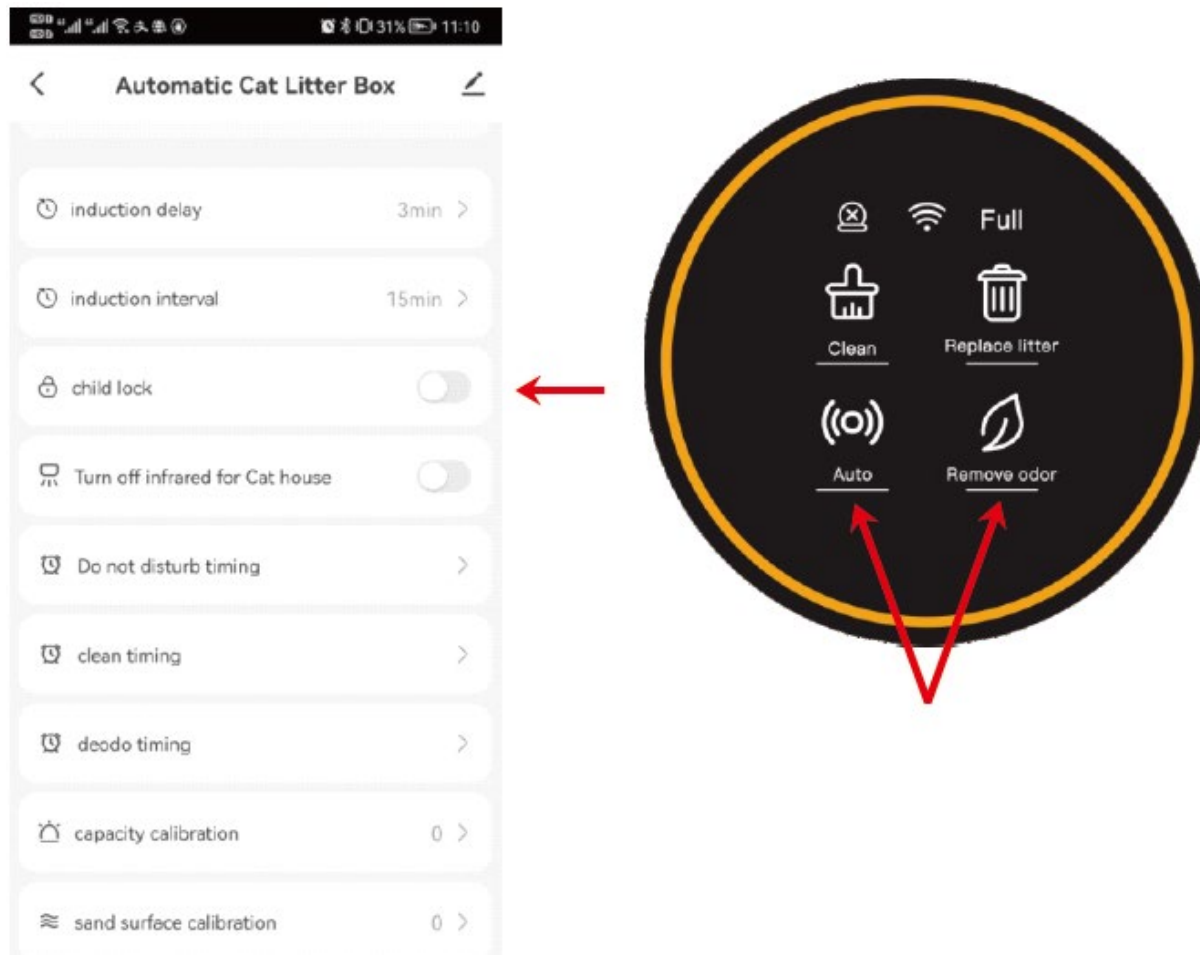 31% 11:10
Automatic Cat Litter Box
induction delay 3min
induction interval 15min
child lock
Turn off infrared for Cat house
Do not disturb timing
clean timing
deodo timing
capacity calibration 0
sand surface calibration 0
Full
Clean Replace litter
Auto Remove odor